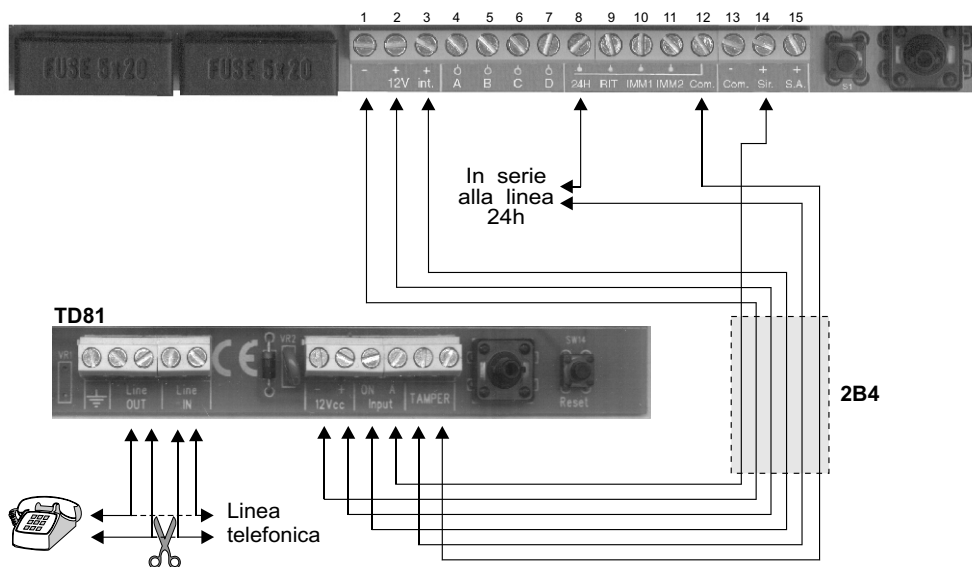 1 2 3 4 5 6 7 8 9 10 11 12 13 14 15
FUSE 5x20 FUSE 5x20
- + + - + +
12V int. A B C D 24H RIT IMM1 IMM2 Com. Com. Sir. S.A.
S1
In serie
alla linea
24h
TD81
VR1
CE
VR2
SW14
Line OUT
Line IN
- + ON A
12Vcc Input TAMPER
Reset
2B4
Linea
telefonica